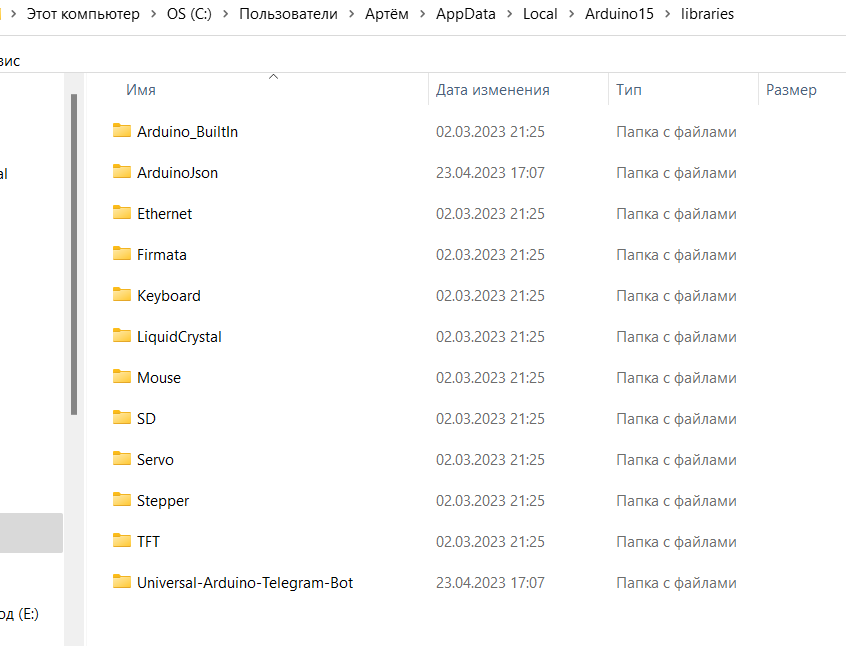 Этот компьютер > OS (C:) > Пользователи > Артём > AppData > Local > Arduino15 > libraries
вис
Имя Дата изменения Тип Размер
Arduino_BuiltIn 02.03.2023 21:25 Папка с файлами
ArduinoJson 23.04.2023 17:07 Папка с файлами
al
Ethernet 02.03.2023 21:25 Папка с файлами
Firmata 02.03.2023 21:25 Папка с файлами
Keyboard 02.03.2023 21:25 Папка с файлами
LiquidCrystal 02.03.2023 21:25 Папка с файлами
Mouse 02.03.2023 21:25 Папка с файлами
SD 02.03.2023 21:25 Папка с файлами
Servo 02.03.2023 21:25 Папка с файлами
Stepper 02.03.2023 21:25 Папка с файлами
TFT 02.03.2023 21:25 Папка с файлами
Universal-Arduino-Telegram-Bot 23.04.2023 17:07 Папка с файлами
од (E:)